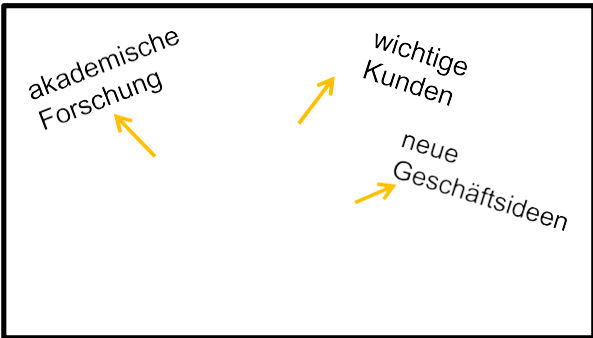 akademische
Forschung
wichtige
Kunden
neue
Geschäftsideen